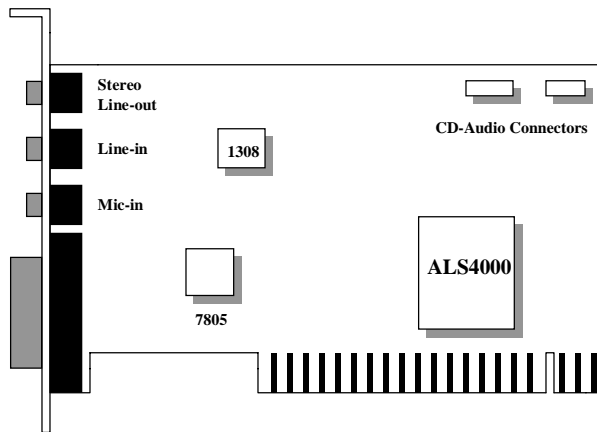 Stereo
Line-out
CD-Audio Connectors
Line-in
1308
Mic-in
ALS4000
7805